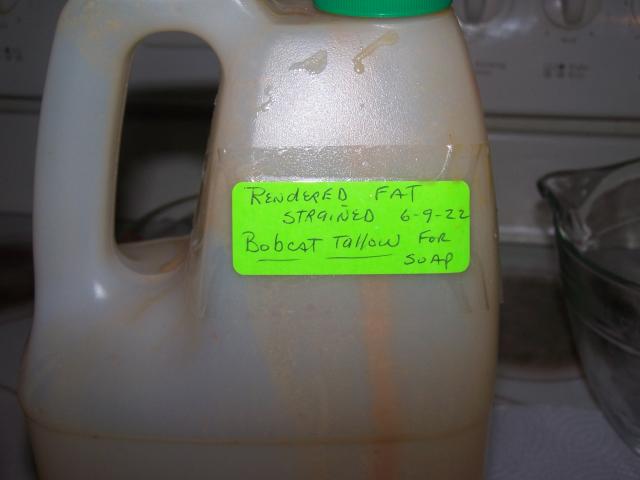 RENDERED FAT
STRAINED 6-9-22
Bobcat Tallow FOR
SOAP